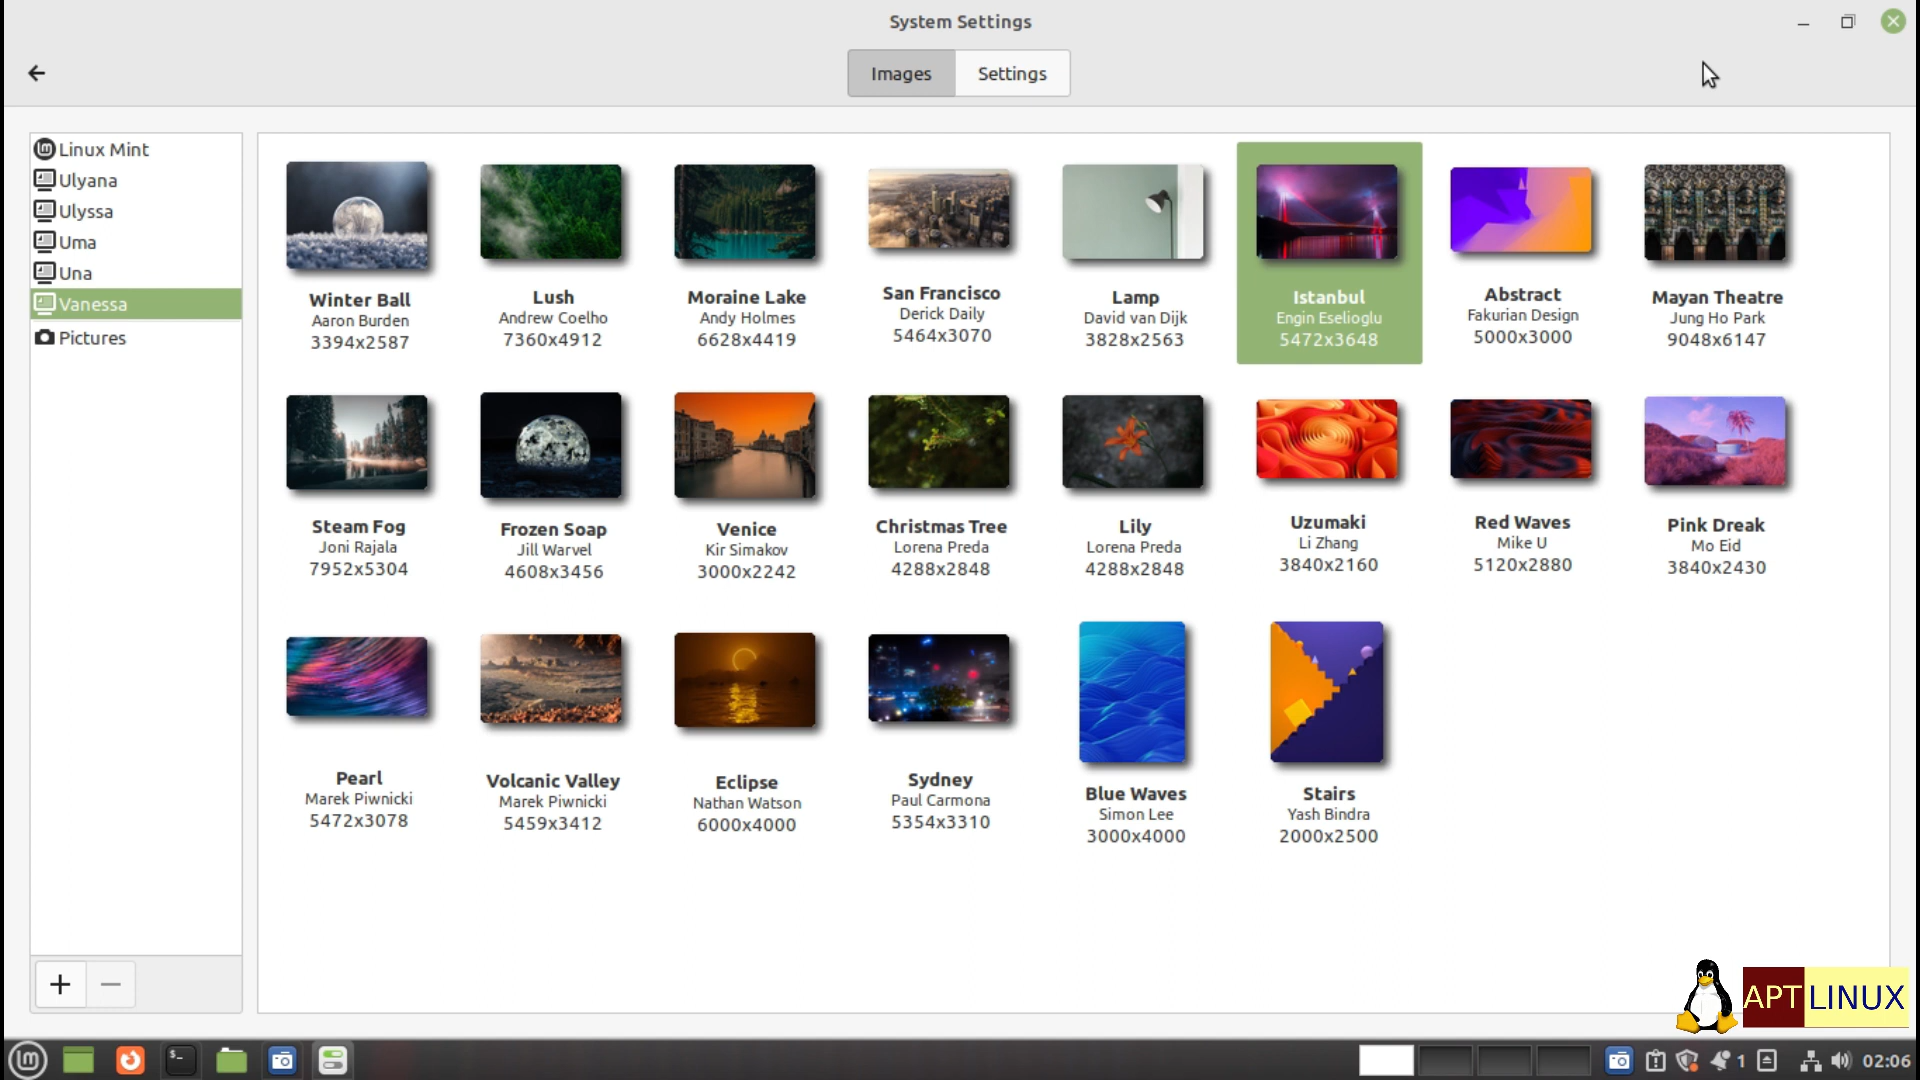 System Settings
Images
Settings
Linux Mint
Ulyana
Ulyssa
Uma
Una
Vanessa
Pictures
Winter Ball
Aaron Burden
3394x2587
Lush
Andrew Coelho
7360x4912
Moraine Lake
Andy Holmes
6628x4419
San Francisco
Derick Daily
5464x3070
Lamp
David van Dijk
3828x2563
Istanbul
Engin Eselioglu
5472x3648
Abstract
Fakurian Design
5000x3000
Mayan Theatre
Jung Ho Park
9048x6147
Steam Fog
Joni Rajala
7952x5304
Frozen Soap
Jill Warvel
4608x3456
Venice
Kir Simakov
3000x2242
Christmas Tree
Lorena Preda
4288x2848
Lily
Lorena Preda
4288x2848
Uzumaki
Li Zhang
3840x2160
Red Waves
Mike U
5120x2880
Pink Dreak
Mo Eid
3840x2430
Pearl
Marek Piwnicki
5472x3078
Volcanic Valley
Marek Piwnicki
5459x3412
Eclipse
Nathan Watson
6000x4000
Sydney
Paul Carmona
5354x3310
Blue Waves
Simon Lee
3000x4000
Stairs
Yash Bindra
2000x2500
APT LINUX
$_
1
02:06